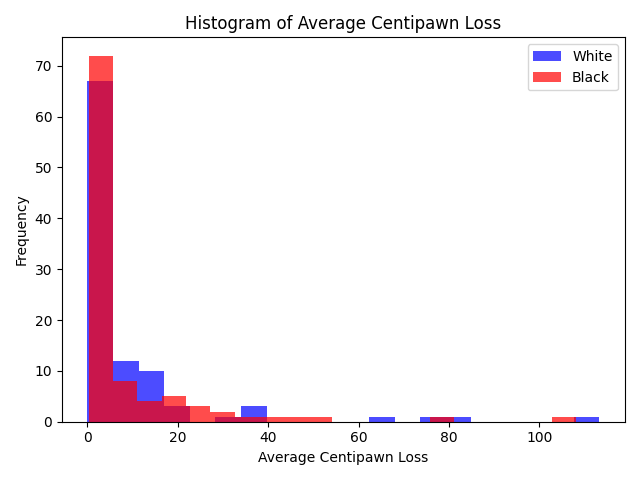 Histogram of Average Centipawn Loss
White
Black
70
60
50
40
30
20
10
0
Frequency
0 20 40 60 80 100
Average Centipawn Loss